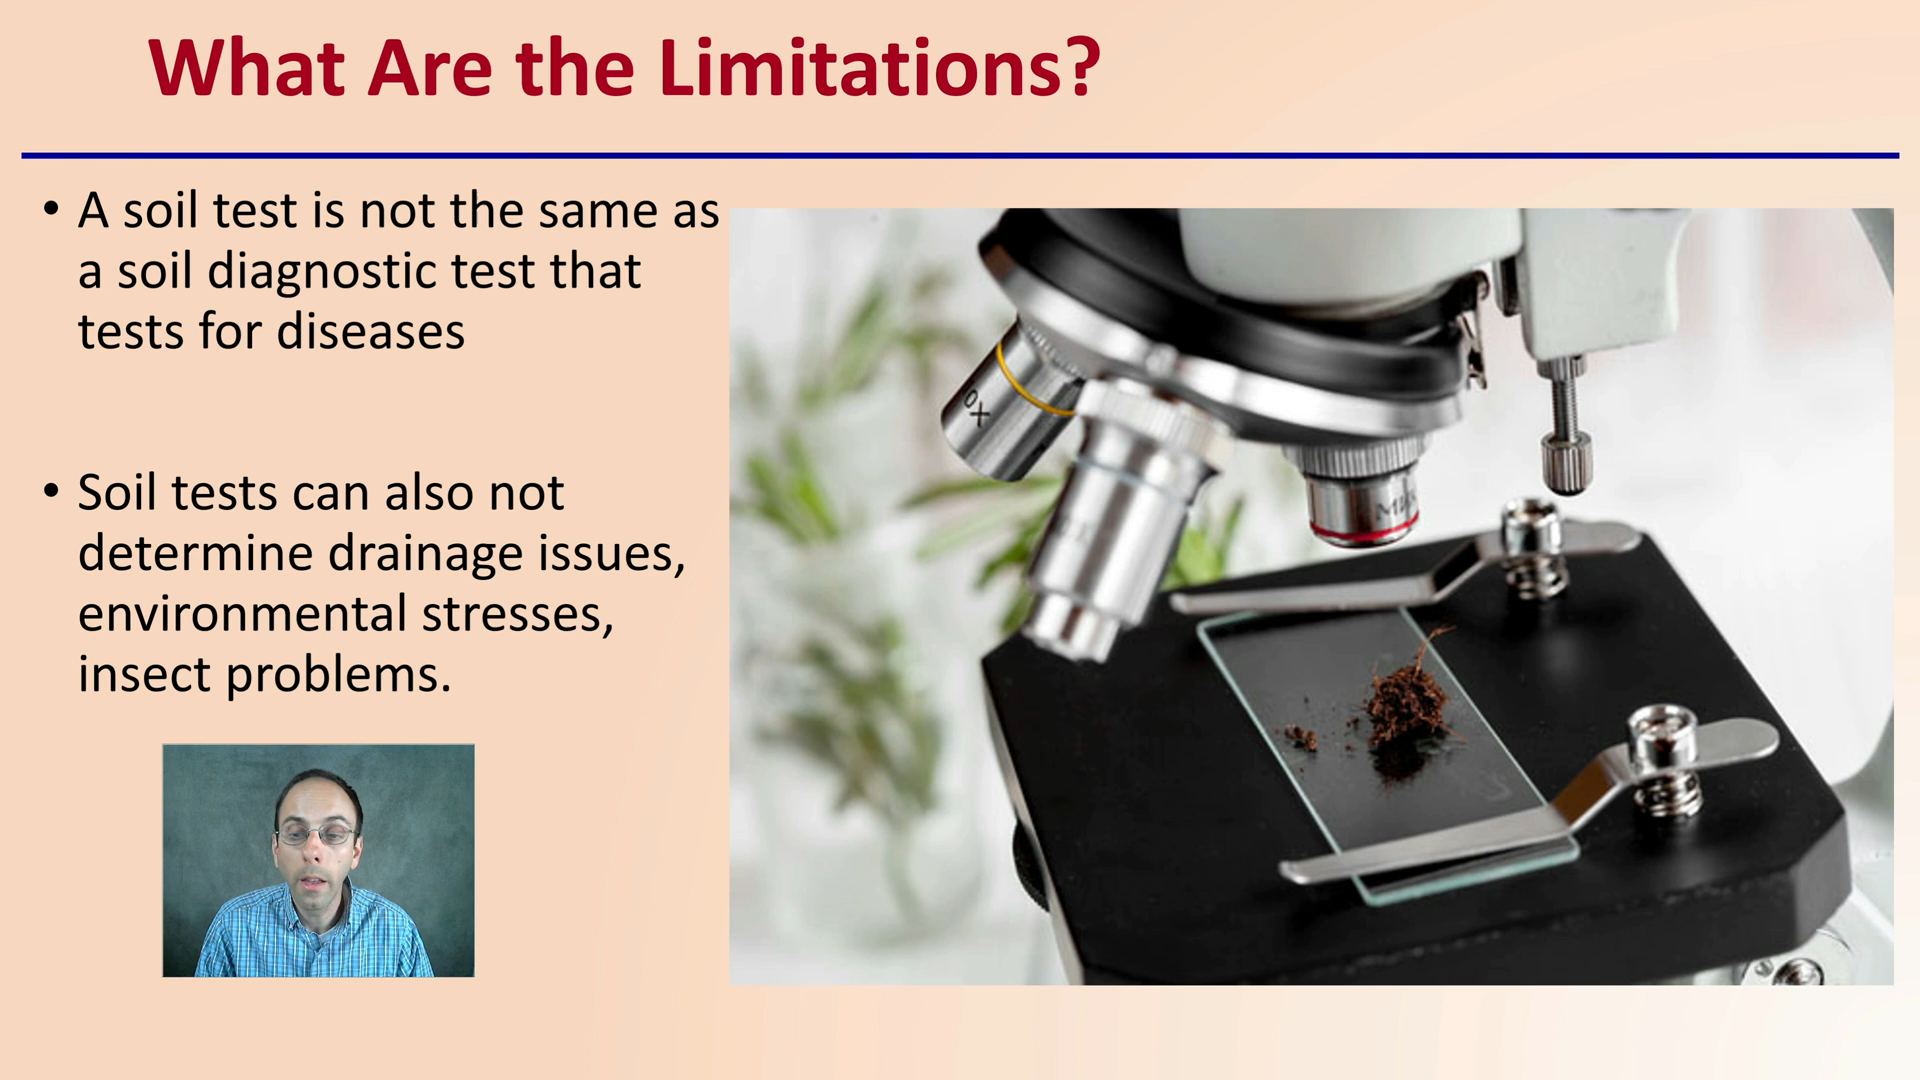 What Are the Limitations?
• A soil test is not the same as
a soil diagnostic test that
tests for diseases
• Soil tests can also not
determine drainage issues,
environmental stresses,
insect problems.
0X